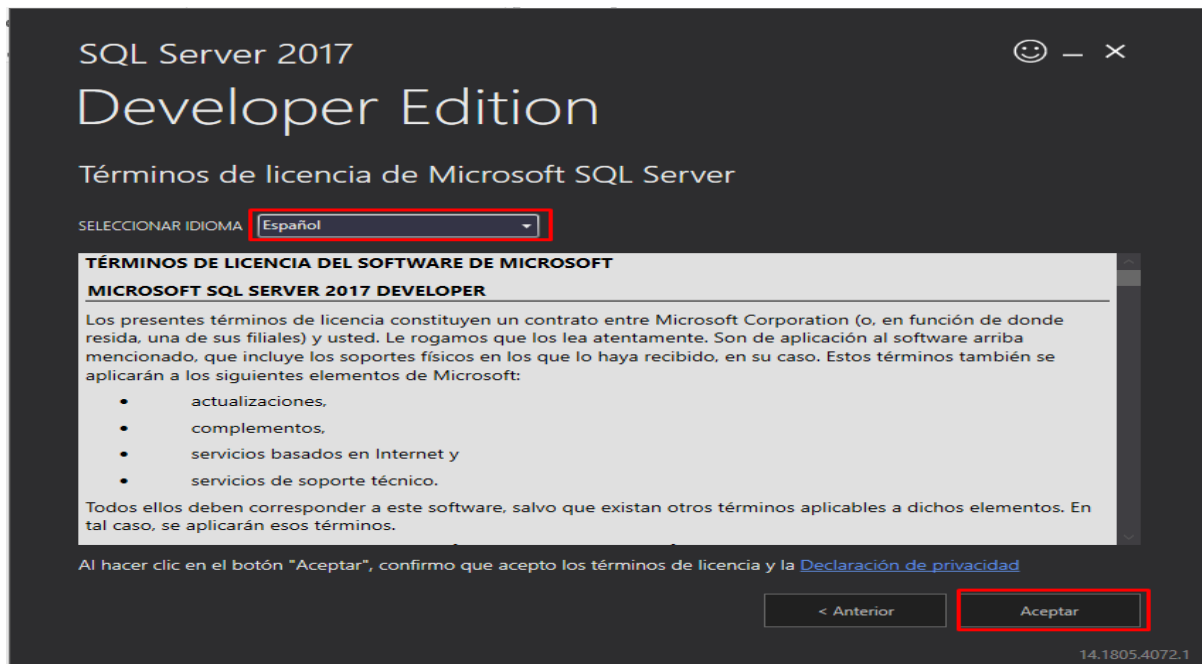 SQL Server 2017
Developer Edition
Términos de licencia de Microsoft SQL Server
SELECCIONAR IDIOMA Español
TÉRMINOS DE LICENCIA DEL SOFTWARE DE MICROSOFT
MICROSOFT SQL SERVER 2017 DEVELOPER
Los presentes términos de licencia constituyen un contrato entre Microsoft Corporation (o, en función de donde
resida, una de sus filiales) y usted. Le rogamos que los lea atentamente. Son de aplicación al software arriba
mencionado, que incluye los soportes físicos en los que lo haya recibido, en su caso. Estos términos también se
aplicarán a los siguientes elementos de Microsoft:
• actualizaciones,
• complementos,
• servicios basados en Internet y
• servicios de soporte técnico.
Todos ellos deben corresponder a este software, salvo que existan otros términos aplicables a dichos elementos. En
tal caso, se aplicarán esos términos.
Al hacer clic en el botón "Aceptar", confirmo que acepto los términos de licencia y la Declaración de privacidad
< Anterior
Aceptar
14.1805.4072.1